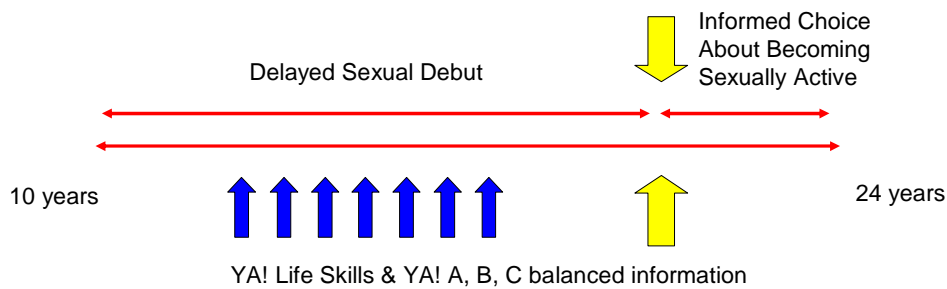 Informed Choice
About Becoming
Sexually Active
Delayed Sexual Debut
10 years
24 years
YA! Life Skills & YA! A, B, C balanced information